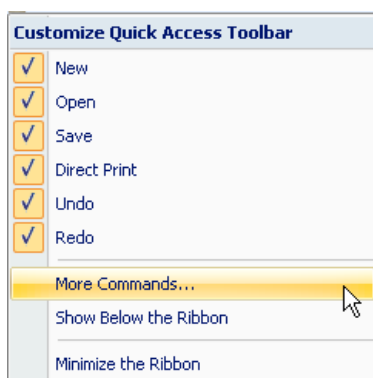 Customize Quick Access Toolbar
New
Open
Save
Direct Print
Undo
Redo
More Commands...
Show Below the Ribbon
Minimize the Ribbon